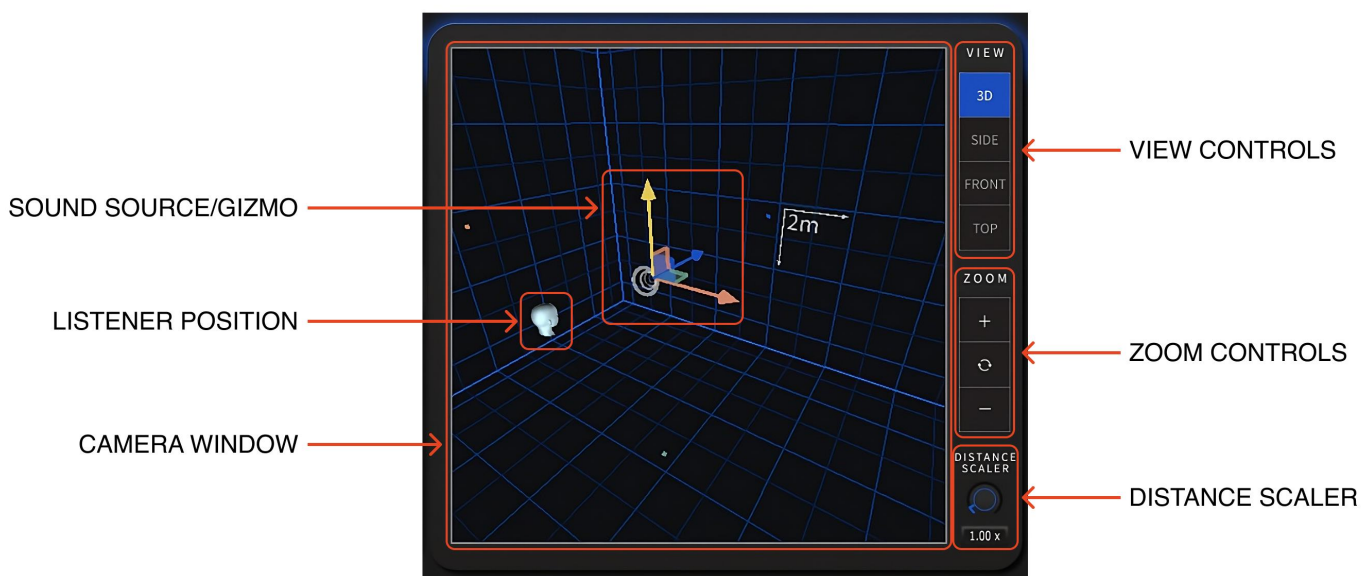 SOUND SOURCE/GIZMO
LISTENER POSITION
CAMERA WINDOW
2m
VIEW
3D
SIDE
FRONT
TOP
ZOOM
+
−
DISTANCE
SCALER
1.00 x
VIEW CONTROLS
ZOOM CONTROLS
DISTANCE SCALER